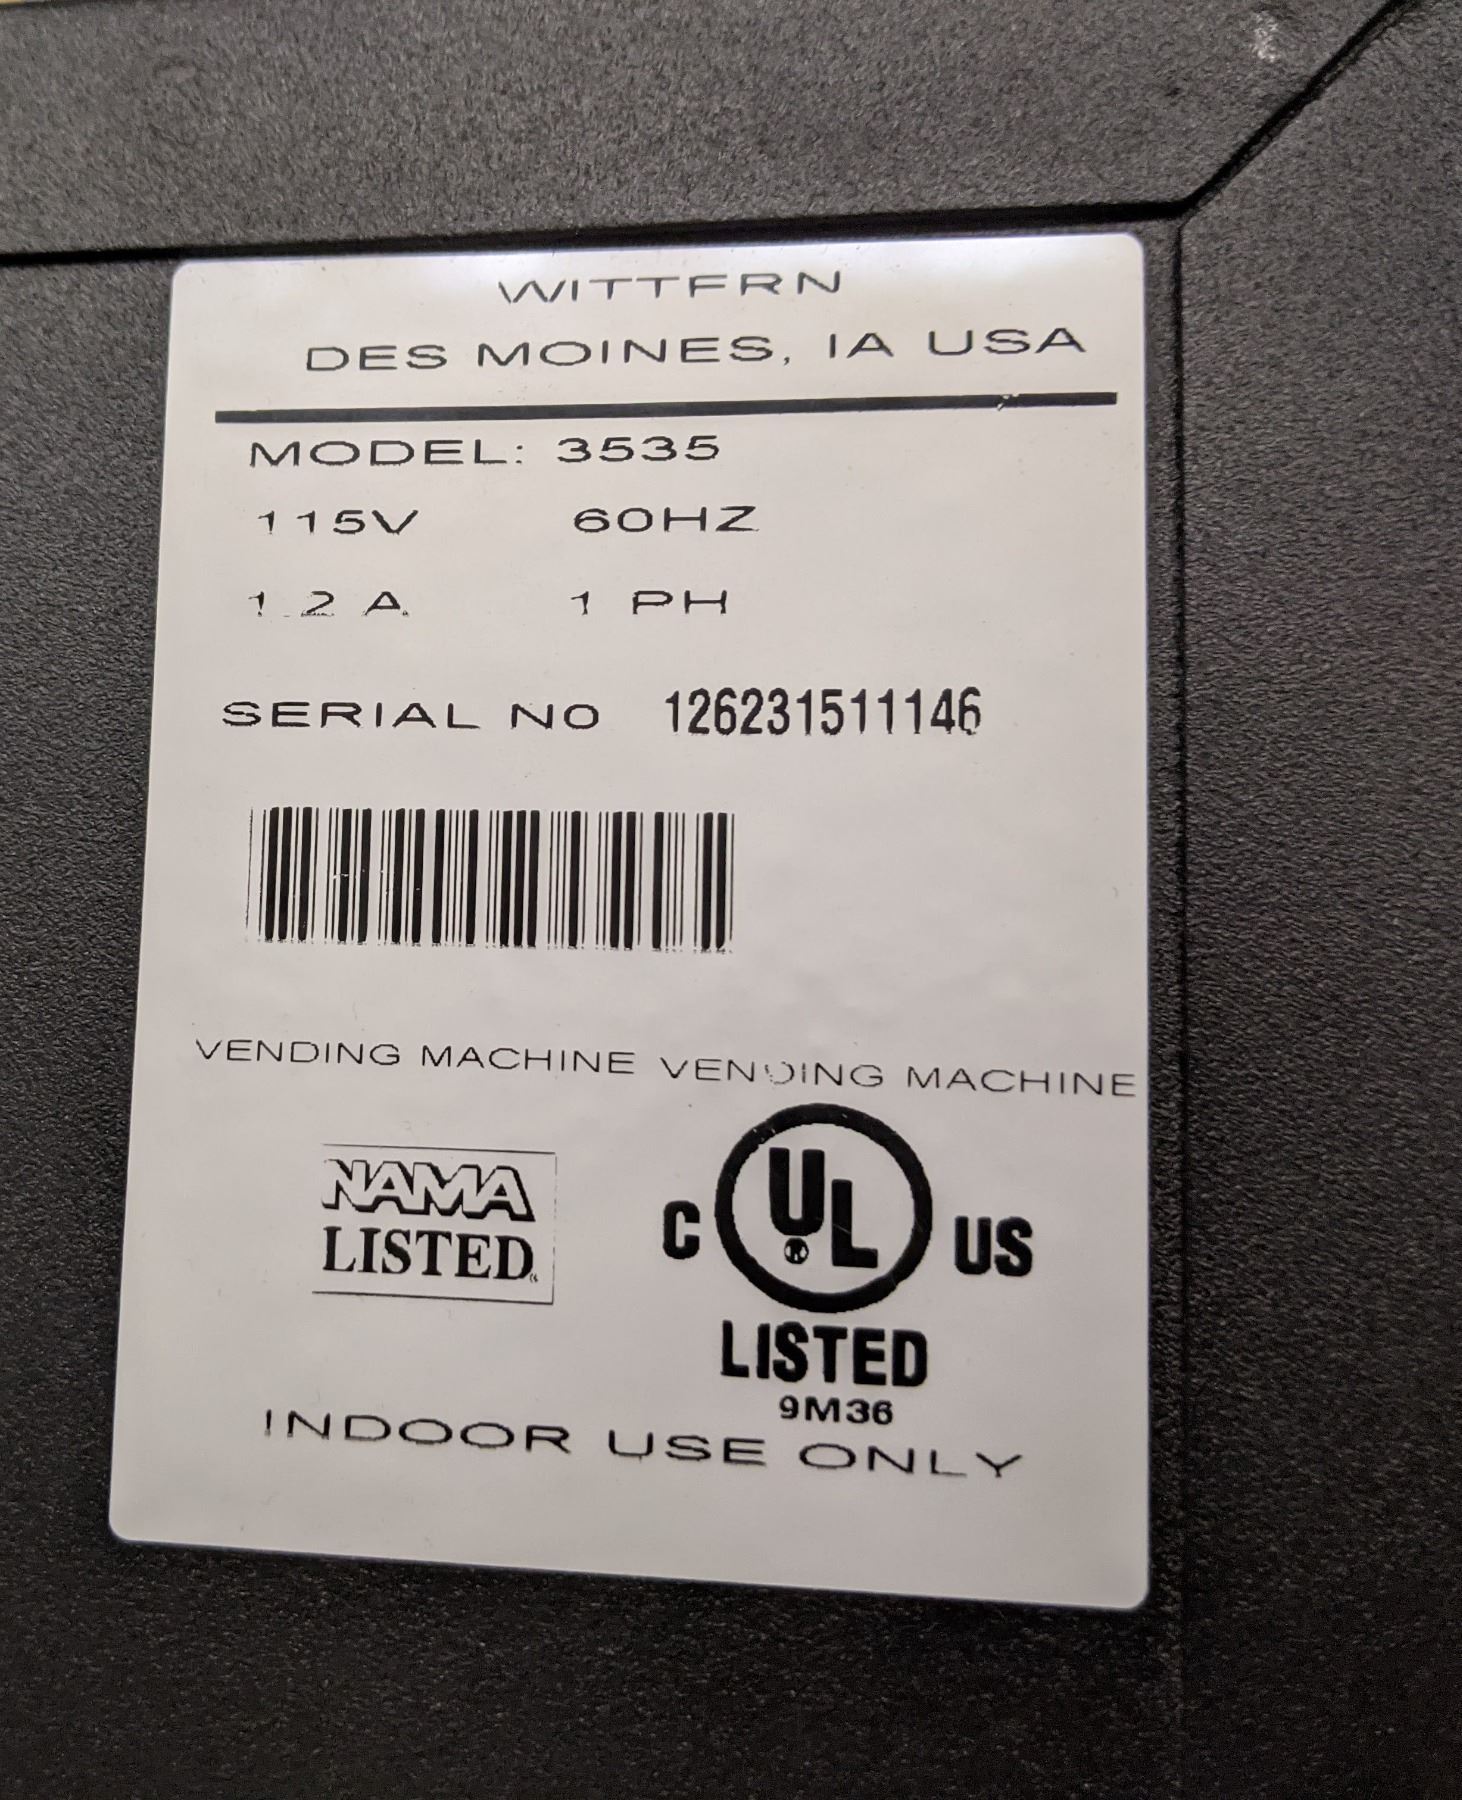 WITTERN
DES MOINES, IA USA
MODEL: 3535
115V 60HZ
1.2 A. 1 PH
SERIAL NO 126231511146
VENDING MACHINE VENDING MACHINE
NAMA
LISTED
C UL® US
LISTED
9M36
INDOOR USE ONLY